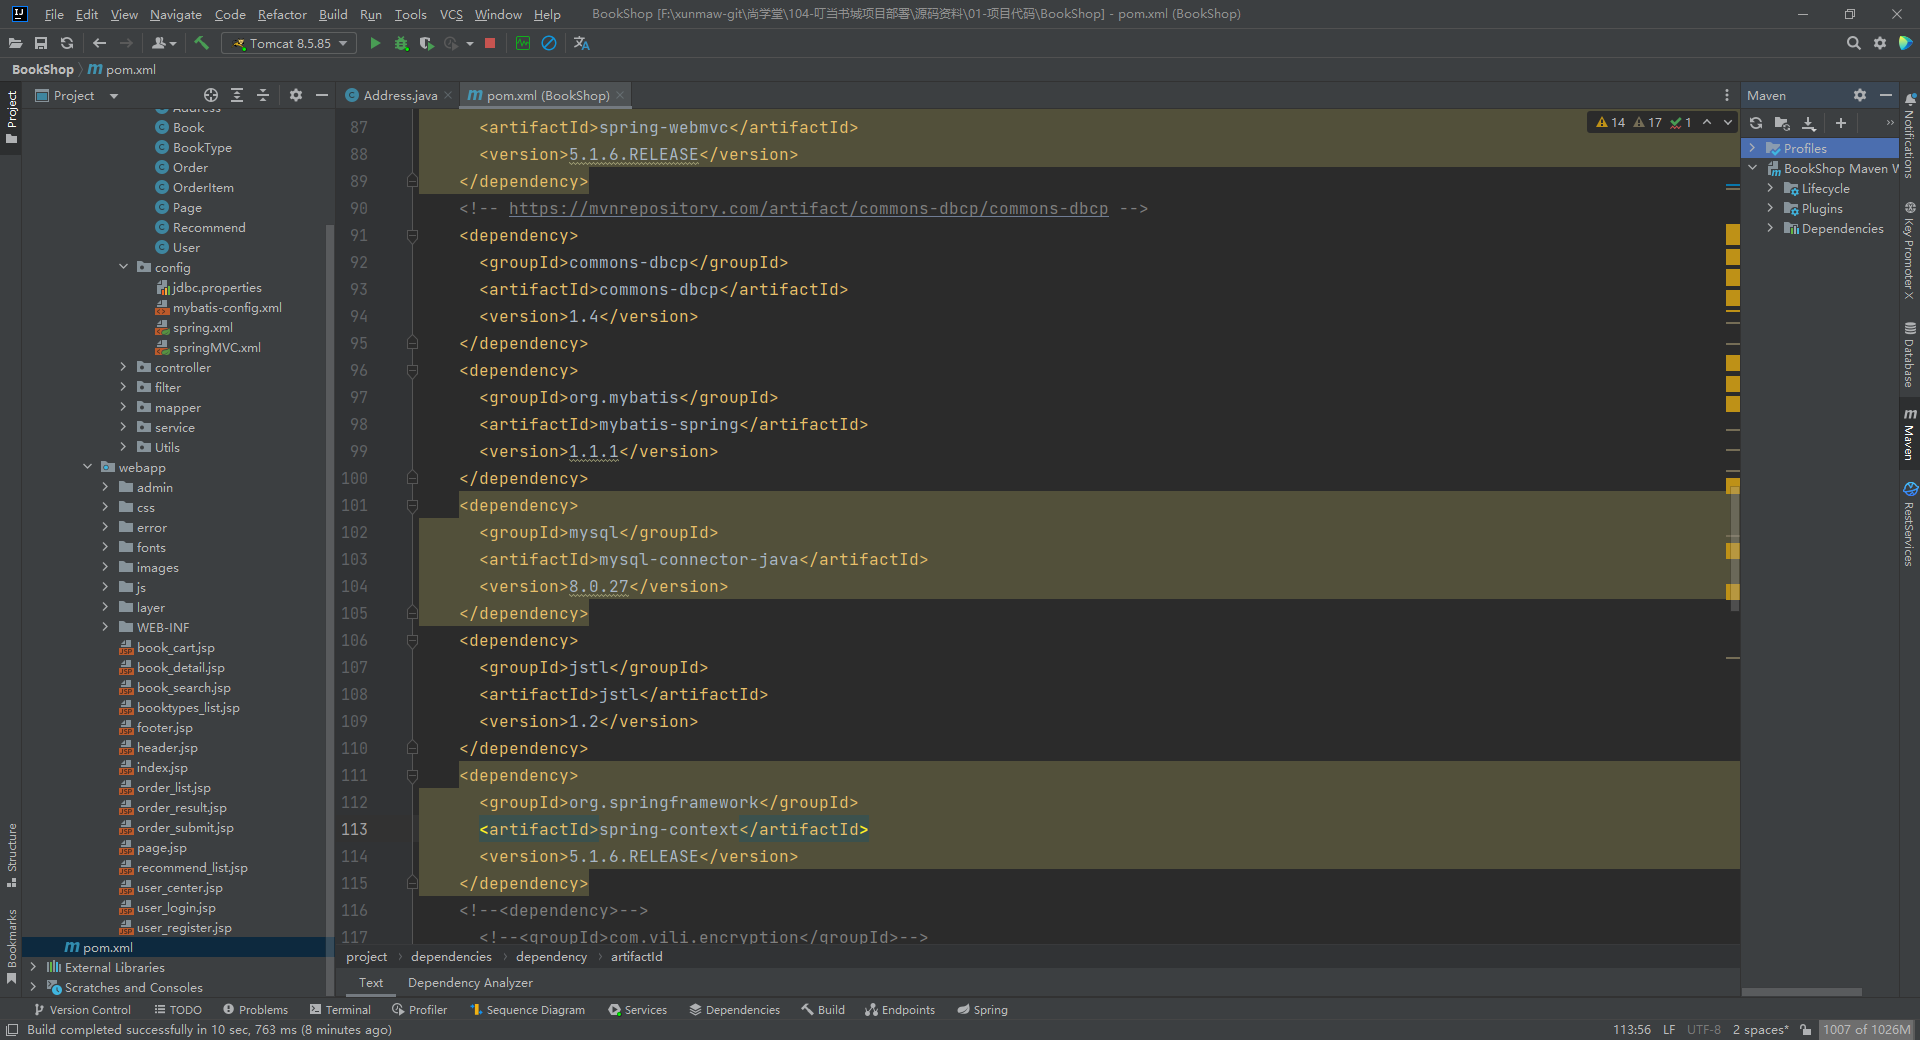 File Edit View Navigate Code Refactor Build Run Tools VCS Window Help BookShop [F:\xunmaw-git\尚学堂\104-叮当书城项目部署\源码资料\01-项目代码\BookShop] - pom.xml (BookShop)
Tomcat 8.5.85
BookShop pom.xml
Project
Address.java
pom.xml (BookShop)
Maven
Address
Book
BookType
Order
OrderItem
Page
Recommend
User
config
jdbc.properties
mybatis-config.xml
spring.xml
springMVC.xml
controller
filter
mapper
service
Utils
webapp
admin
css
error
fonts
images
js
layer
WEB-INF
book_cart.jsp
book_detail.jsp
book_search.jsp
booktypes_list.jsp
footer.jsp
header.jsp
index.jsp
order_list.jsp
order_result.jsp
order_submit.jsp
page.jsp
recommend_list.jsp
user_center.jsp
user_login.jsp
user_register.jsp
pom.xml
External Libraries
Scratches and Consoles
14 17 1
87 <artifactId>spring-webmvc</artifactId>
88 <version>5.1.6.RELEASE</version>
89 </dependency>
90 <!-- https://mvnrepository.com/artifact/commons-dbcp/commons-dbcp -->
91 <dependency>
92 <groupId>commons-dbcp</groupId>
93 <artifactId>commons-dbcp</artifactId>
94 <version>1.4</version>
95 </dependency>
96 <dependency>
97 <groupId>org.mybatis</groupId>
98 <artifactId>mybatis-spring</artifactId>
99 <version>1.1.1</version>
100 </dependency>
101 <dependency>
102 <groupId>mysql</groupId>
103 <artifactId>mysql-connector-java</artifactId>
104 <version>8.0.27</version>
105 </dependency>
106 <dependency>
107 <groupId>jstl</groupId>
108 <artifactId>jstl</artifactId>
109 <version>1.2</version>
110 </dependency>
111 <dependency>
112 <groupId>org.springframework</groupId>
113 <artifactId>spring-context</artifactId>
114 <version>5.1.6.RELEASE</version>
115 </dependency>
116 <!--<dependency>-->
117 <!--<groupId>com.vili.encryption</groupId>-->
project dependencies dependency artifactId
Text Dependency Analyzer
Profiles
BookShop Maven W
Lifecycle
Plugins
Dependencies
Project
Structure
Bookmarks
Notifications
Key Promoter X
Database
Maven
RestServices
Version Control TODO Problems Terminal Profiler Sequence Diagram Services Dependencies Build Endpoints Spring
Build completed successfully in 10 sec, 763 ms (8 minutes ago)
113:56 LF UTF-8 2 spaces* 1007 of 1026M